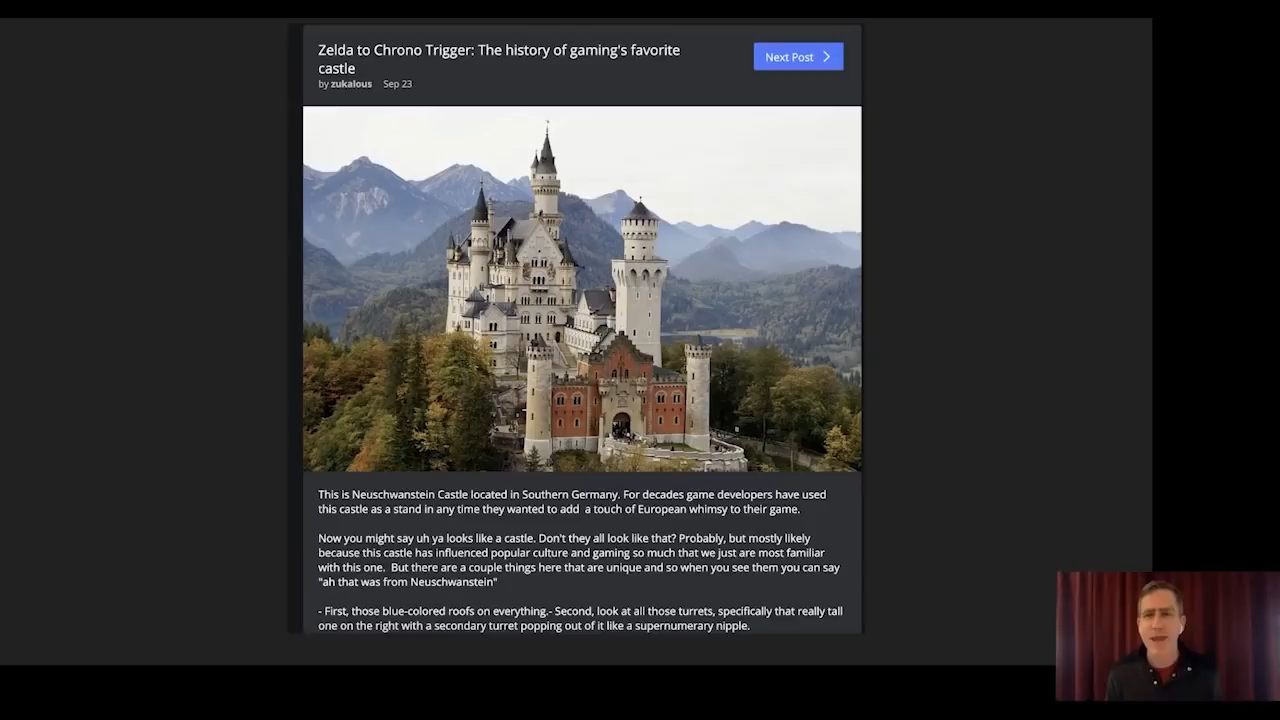 Zelda to Chrono Trigger: The history of gaming's favorite
castle
by zukalous Sep 23
Next Post
This is Neuschwanstein Castle located in Southern Germany. For decades game developers have used
this castle as a stand in any time they wanted to add  a touch of European whimsy to their game.
Now you might say uh ya looks like a castle. Don't they all look like that? Probably, but mostly likely
because this castle has influenced popular culture and gaming so much that we just are most familiar
with this one.  But there are a couple things here that are unique and so when you see them you can say
"ah that was from Neuschwanstein"
- First, those blue-colored roofs on everything.- Second, look at all those turrets, specifically that really tall
one on the right with a secondary turret popping out of it like a supernumerary nipple.